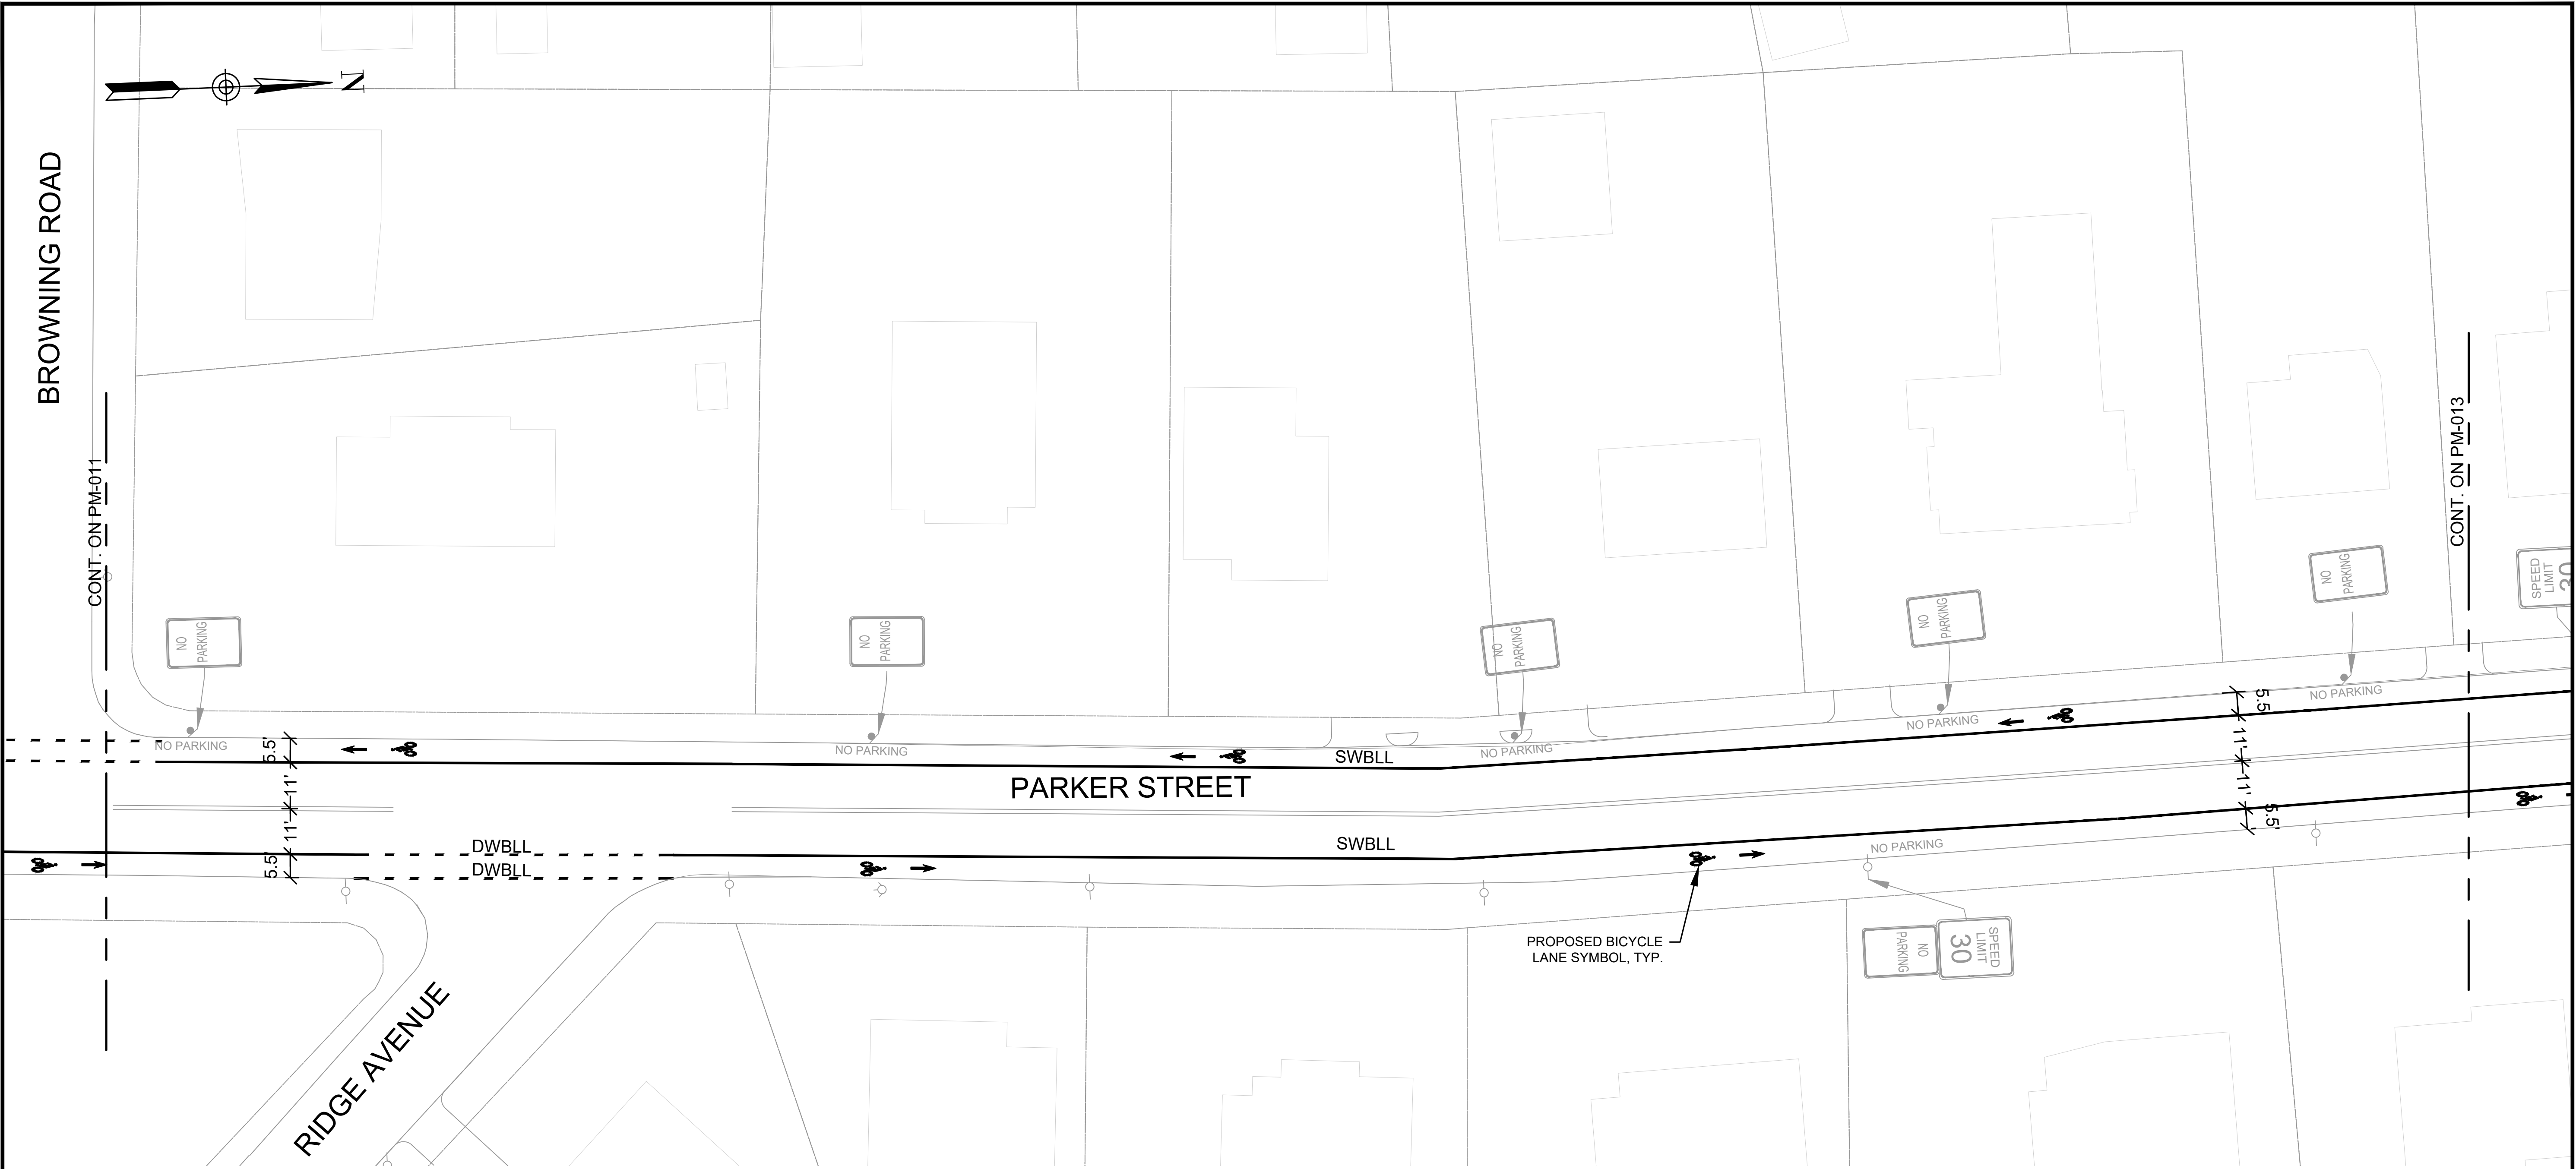 N
BROWNING ROAD
CONT. ON PM-011
CONT. ON PM-013
NO
PARKING
NO
PARKING
NO
PARKING
NO
PARKING
NO
PARKING
SPEED
LIMIT
30
NO PARKING
NO PARKING
NO PARKING
NO PARKING
NO PARKING
5.5'
11'
11'
5.5'
SWBLL
PARKER STREET
5.5'
11'
11'
5.5'
DWBLL
DWBLL
SWBLL
NO PARKING
PROPOSED BICYCLE
LANE SYMBOL, TYP.
NO
PARKING
SPEED
LIMIT
30
RIDGE AVENUE